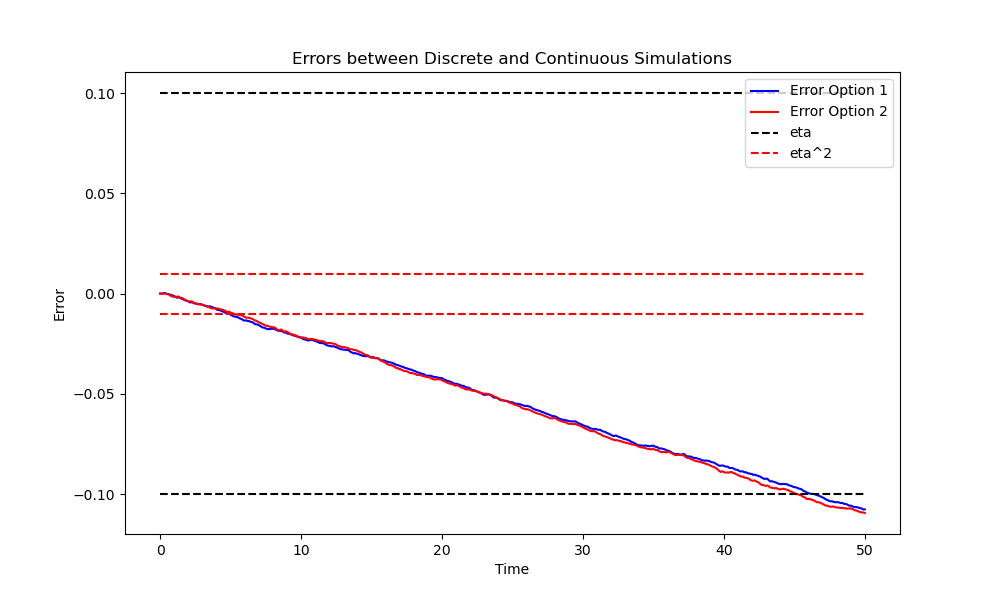 Errors between Discrete and Continuous Simulations
Error Option 1
Error Option 2
eta
eta^2
0.10
0.05
0.00
−0.05
−0.10
Error
0 10 20 30 40 50
Time